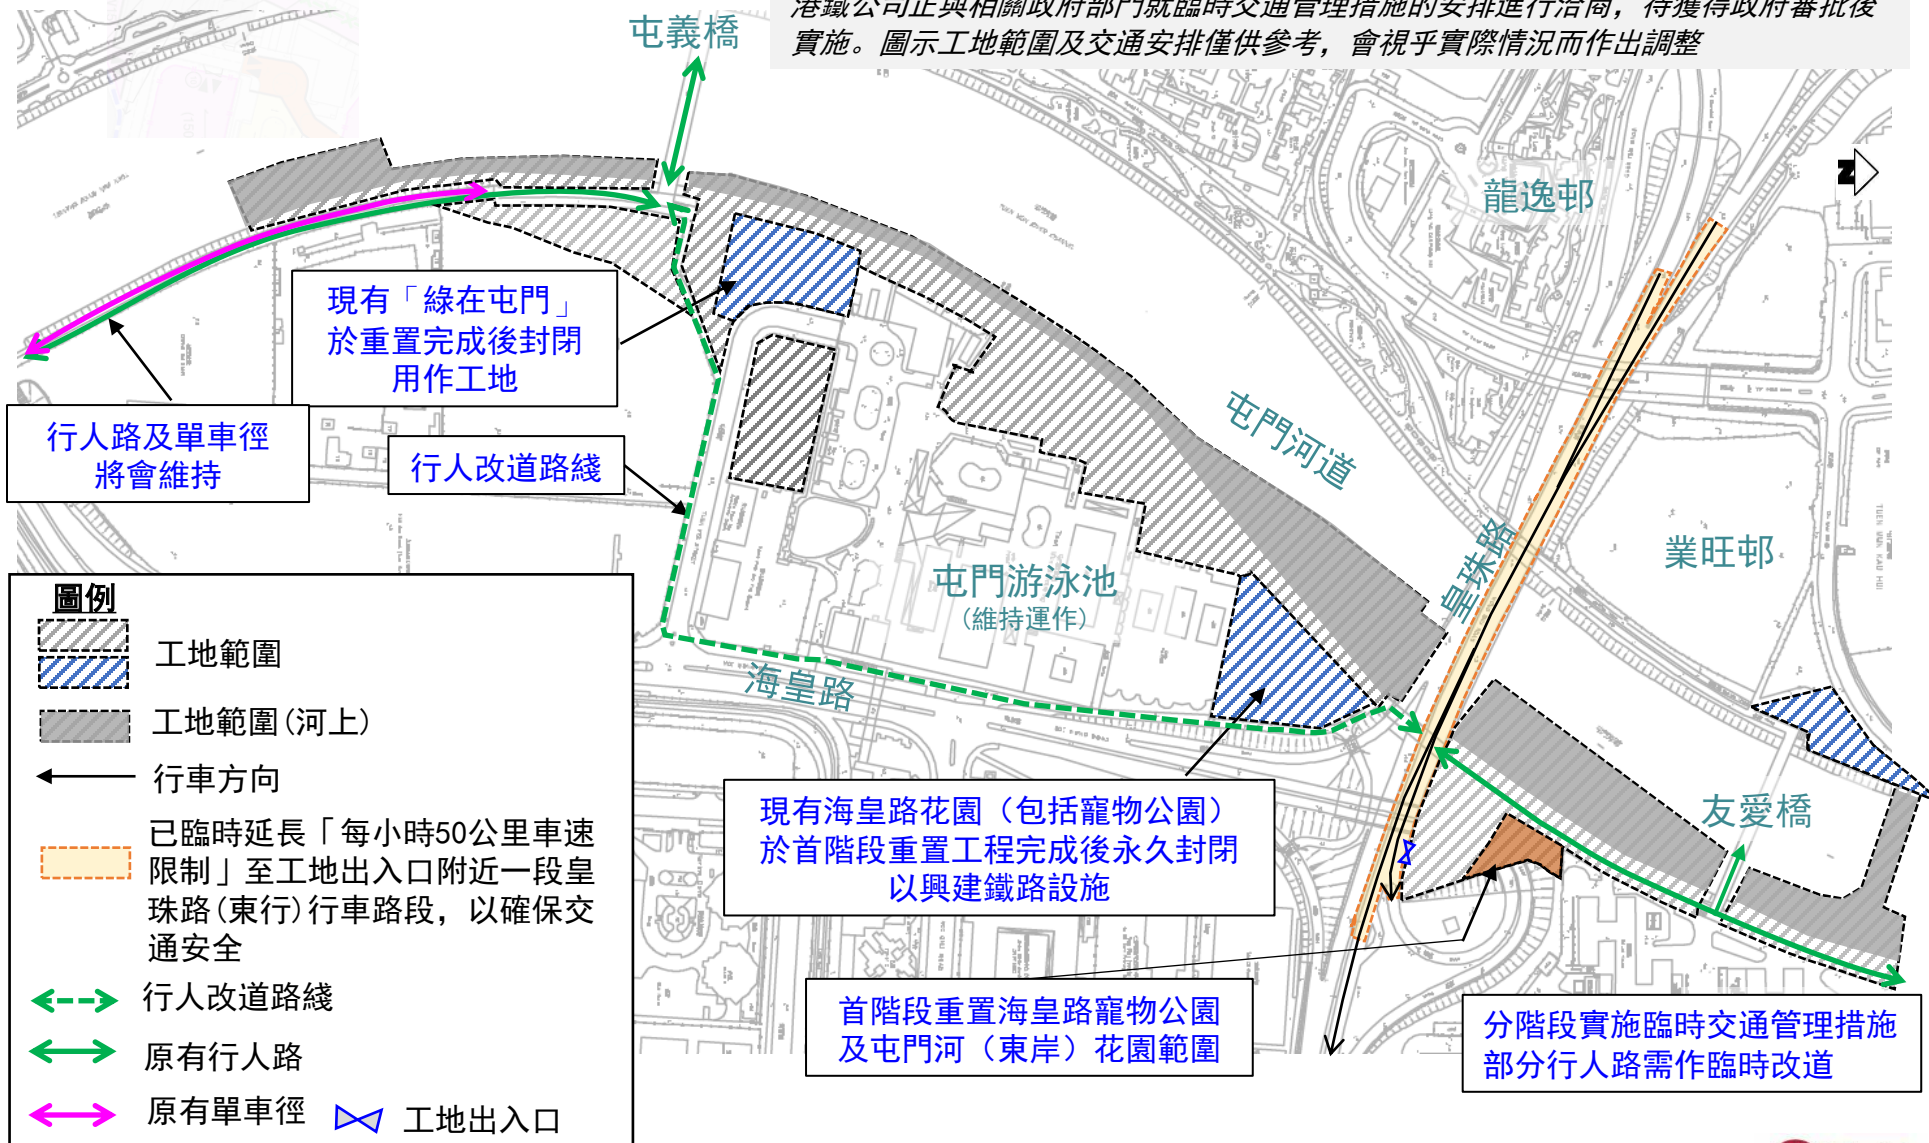 港鐵公司正與相關政府部門就臨時交通管理措施的安排進行洽商，待獲得政府審批後
實施。圖示工地範圍及交通安排僅供參考，會視乎實際情況而作出調整
屯義橋
龍逸邨
現有「綠在屯門」
於重置完成後封閉
用作工地
行人路及單車徑
將會維持
行人改道路綫
屯門河道
皇珠路
業旺邨
屯門游泳池
(維持運作)
海皇路
友愛橋
現有海皇路花園（包括寵物公園）
於首階段重置工程完成後永久封閉
以興建鐵路設施
首階段重置海皇路寵物公園
及屯門河（東岸）花園範圍
分階段實施臨時交通管理措施
部分行人路需作臨時改道
圖例
工地範圍
工地範圍(河上)
行車方向
已臨時延長「每小時50公里車速
限制」至工地出入口附近一段皇
珠路(東行)行車路段，以確保交
通安全
行人改道路綫
原有行人路
原有單車徑
工地出入口